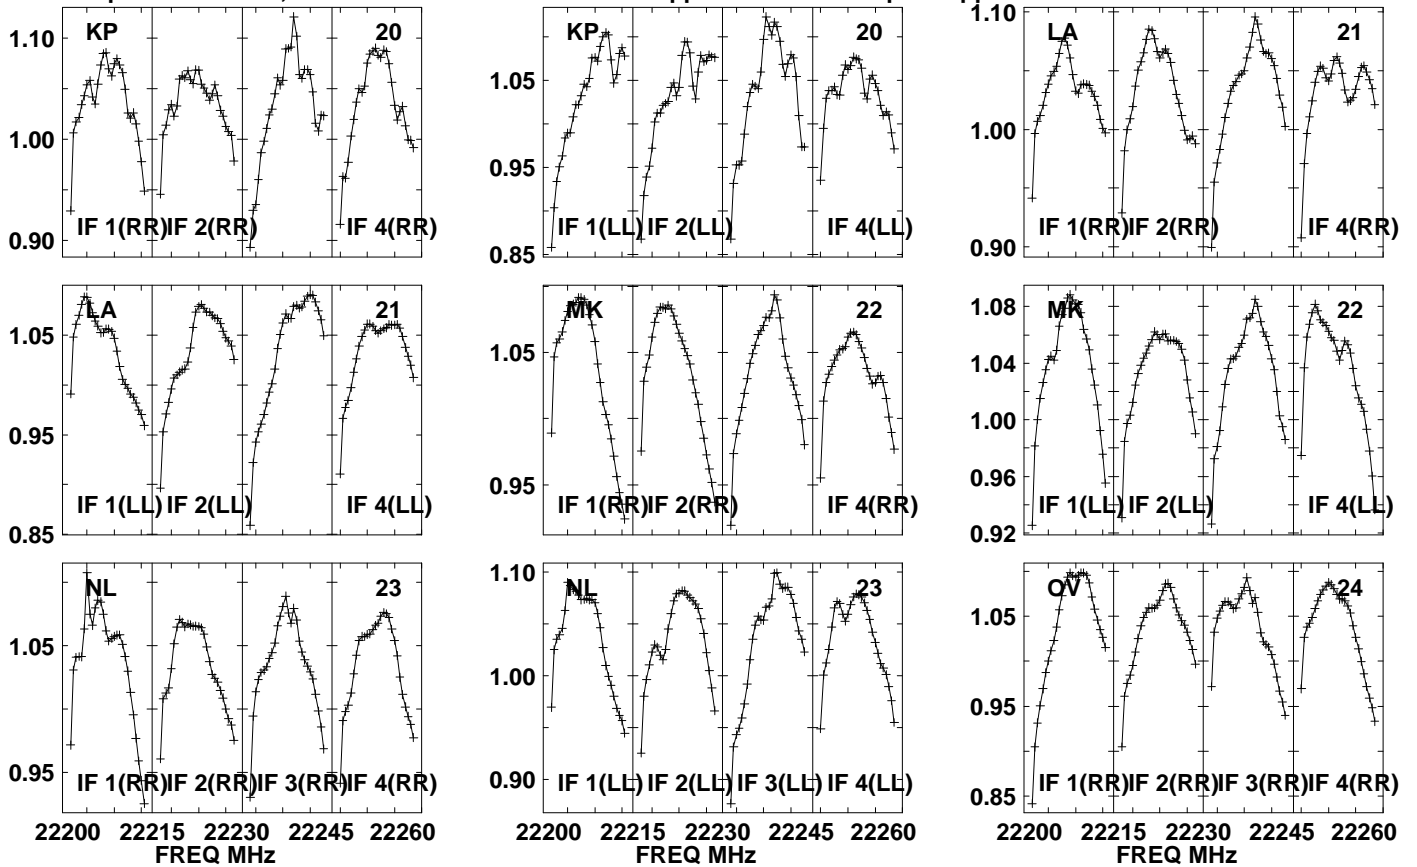 KP 20
1.10
1.00
0.90
IF 1(RR) IF 2(RR) IF 4(RR)
KP 20
1.05
1.00
0.95
0.85
IF 1(LL) IF 2(LL) IF 4(LL)
LA 21
1.10
1.00
0.90
IF 1(RR) IF 2(RR) IF 4(RR)
LA 21
1.05
0.95
0.85
IF 1(LL) IF 2(LL) IF 4(LL)
MK 22
1.05
0.95
IF 1(RR) IF 2(RR) IF 4(RR)
MK 22
1.08
1.04
1.00
0.96
0.92
IF 1(LL) IF 2(LL) IF 4(LL)
NL 23
1.05
0.95
IF 1(RR) IF 2(RR) IF 3(RR) IF 4(RR)
22200 22215 22230 22245 22260
FREQ MHz
NL 23
1.10
1.00
0.90
IF 1(LL) IF 2(LL) IF 3(LL) IF 4(LL)
22200 22215 22230 22245 22260
FREQ MHz
OV 24
1.05
0.95
0.85
IF 1(RR) IF 2(RR) IF 3(RR) IF 4(RR)
22200 22215 22230 22245 22260
FREQ MHz